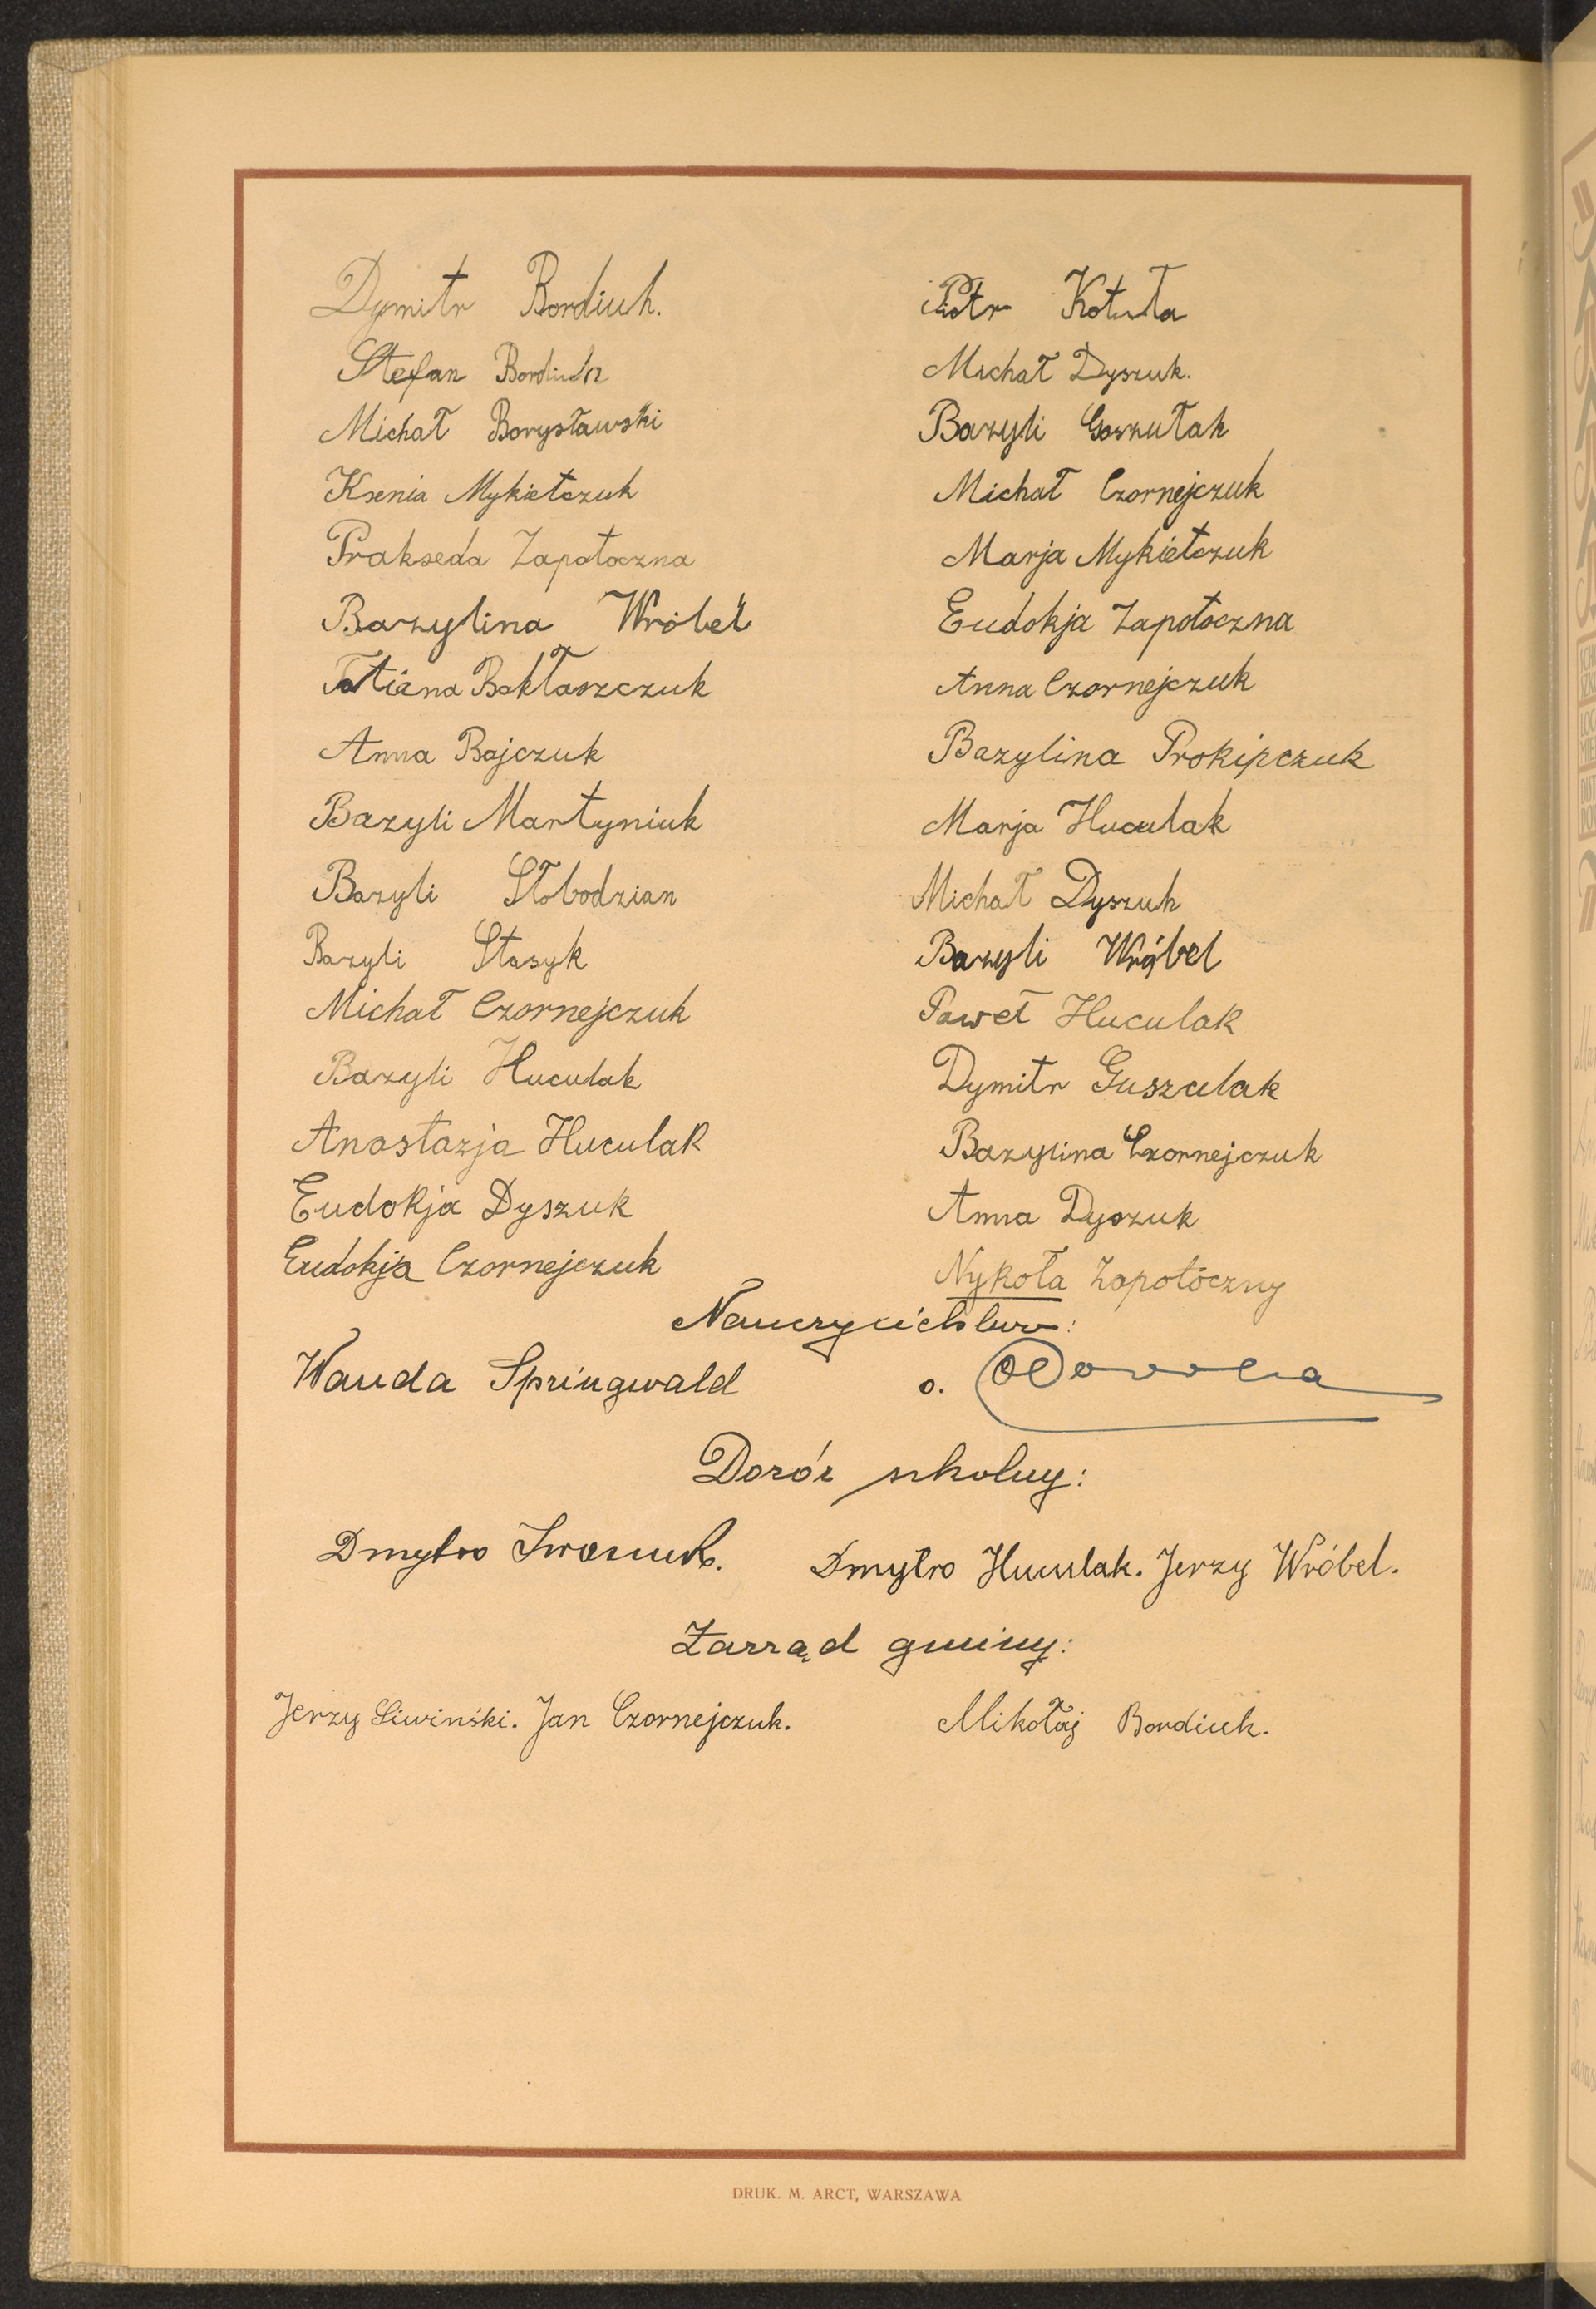 Dymitr Bordiuk.
Stefan Bordiuk
Michał Borysławski
Ksenia Mykietczuk
Prakseda Zapotoczna
Bazylina Wróbel
Tatiana Bakłaszczuk
Anna Bajczuk
Bazyli Martyniuk
Bazyli Słobodzian
Bazyli Stasyk
Michał Czornejczuk
Bazyli Huculak
Anastazja Huculak
Eudokja Dyszuk
Eudokja Czornejczuk
Piotr Kotuła
Michał Dyszuk.
Bazyli Goszułak
Michał Czornejczuk
Marja Mykietczuk
Eudokja Zapotoczna
Anna Czornejczuk
Bazylina Prokipczuk
Marja Huculak
Michał Dyszuk
Bazyli Wróbel
Paweł Huculak
Dymitr Guszulak
Bazylina Czornejczuk
Anna Dyszuk
Nykoła Zapotoczny
Nauczycielstwo:
Wanda Springwald o.
Dozór szkolny:
Dmytro Iwasiuk. Dmytro Huculak. Jerzy Wróbel.
Zarząd gminy:
Jerzy Siwiński. Jan Czornejczuk. Mikołaj Bordiuk.
DRUK. M. ARCT, WARSZAWA